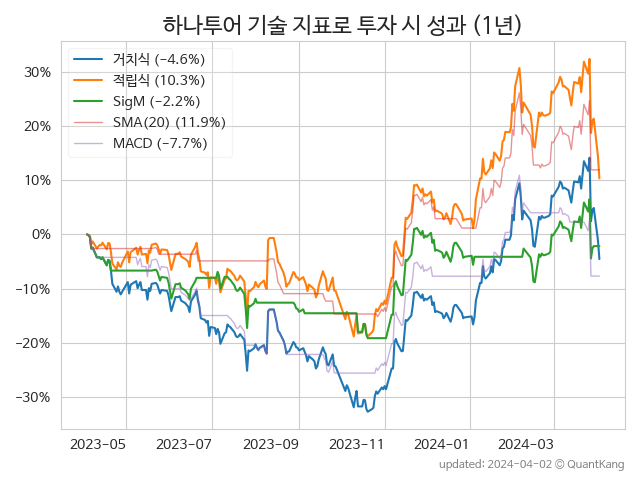 하나투어 기술 지표로 투자 시 성과 (1년)
거치식 (−4.6%)
적립식 (10.3%)
SigM (−2.2%)
SMA(20) (11.9%)
MACD (−7.7%)
30%
20%
10%
0%
−10%
−20%
−30%
2023-05 2023-07 2023-09 2023-11 2024-01 2024-03
updated: 2024-04-02 © QuantKang